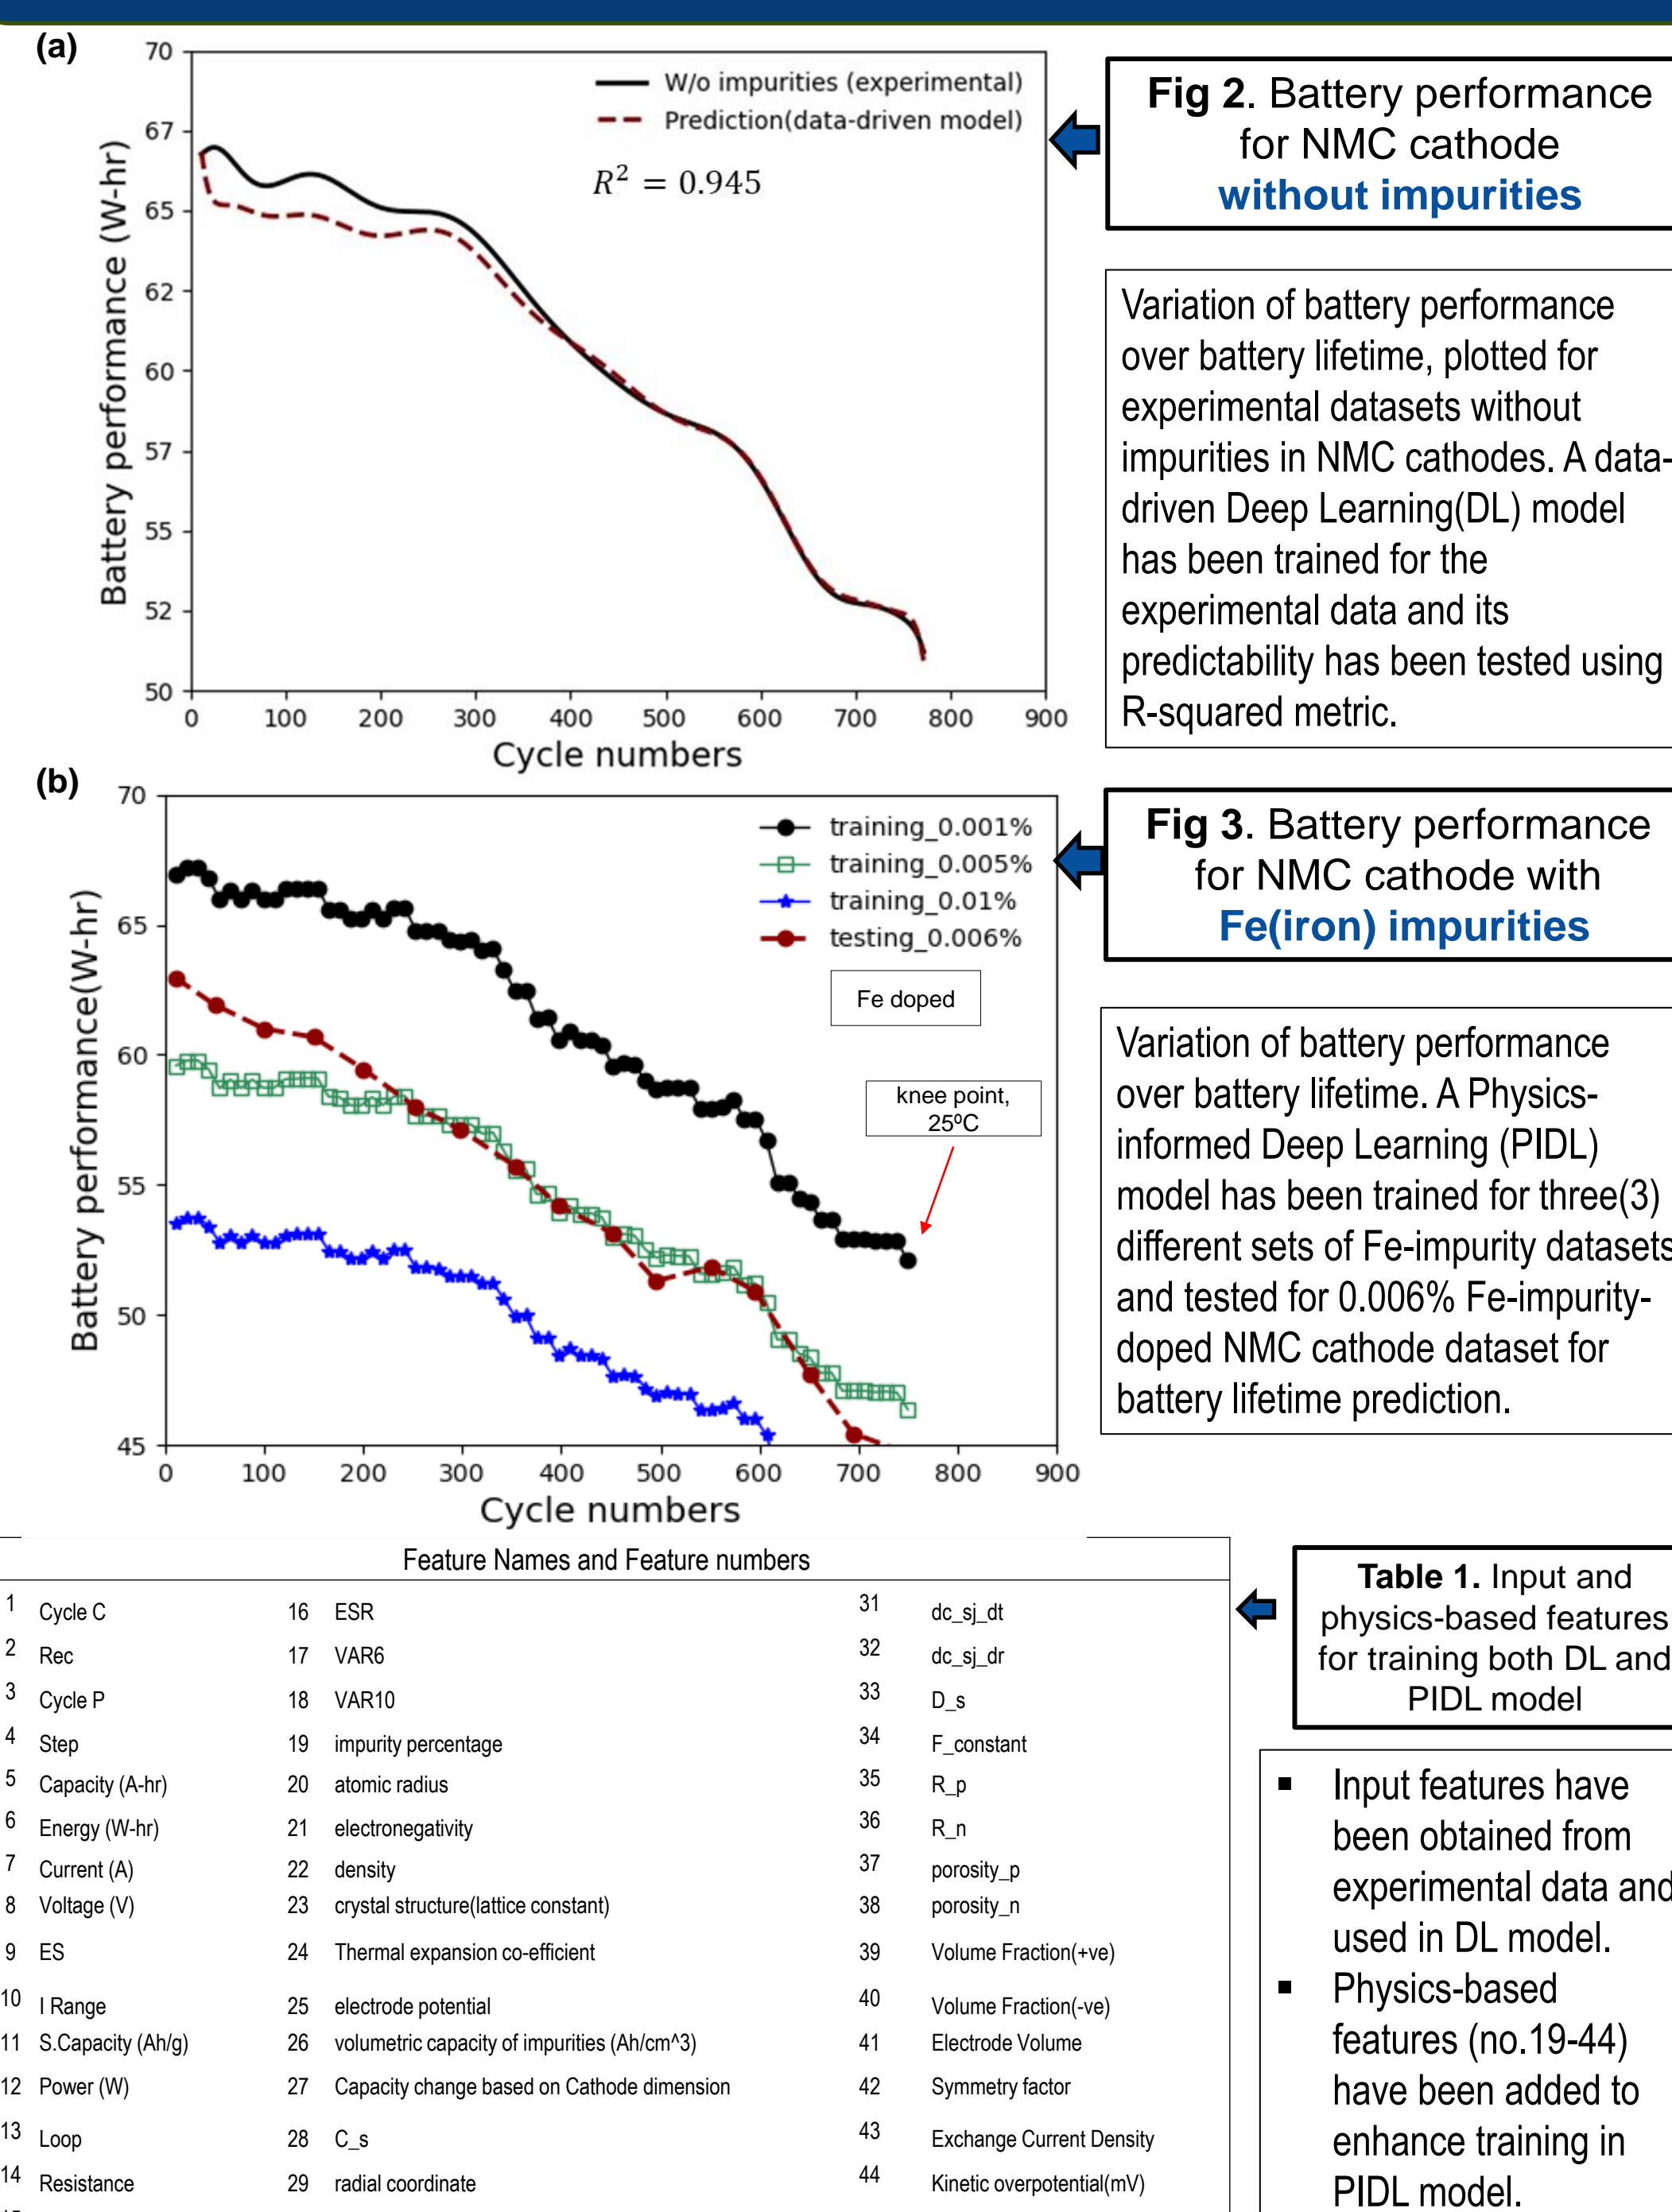 (a)
70
67
65
62
60
57
55
52
50
Battery performance (W-hr)
W/o impurities (experimental)
Prediction(data-driven model)
R² = 0.945
0 100 200 300 400 500 600 700 800 900
Cycle numbers
Fig 2. Battery performance
for NMC cathode
without impurities
Variation of battery performance
over battery lifetime, plotted for
experimental datasets without
impurities in NMC cathodes. A data-
driven Deep Learning(DL) model
has been trained for the
experimental data and its
predictability has been tested using
R-squared metric.
(b)
70
65
60
55
50
45
Battery performance(W-hr)
training_0.001%
training_0.005%
training_0.01%
testing_0.006%
Fe doped
knee point,
25ºC
0 100 200 300 400 500 600 700 800 900
Cycle numbers
Fig 3. Battery performance
for NMC cathode with
Fe(iron) impurities
Variation of battery performance
over battery lifetime. A Physics-
informed Deep Learning (PIDL)
model has been trained for three(3)
different sets of Fe-impurity datasets
and tested for 0.006% Fe-impurity-
doped NMC cathode dataset for
battery lifetime prediction.
Feature Names and Feature numbers
1 Cycle C 16 ESR 31 dc_sj_dt
2 Rec 17 VAR6 32 dc_sj_dr
3 Cycle P 18 VAR10 33 D_s
4 Step 19 impurity percentage 34 F_constant
5 Capacity (A-hr) 20 atomic radius 35 R_p
6 Energy (W-hr) 21 electronegativity 36 R_n
7 Current (A) 22 density 37 porosity_p
8 Voltage (V) 23 crystal structure(lattice constant) 38 porosity_n
9 ES 24 Thermal expansion co-efficient 39 Volume Fraction(+ve)
10 I Range 25 electrode potential 40 Volume Fraction(-ve)
11 S.Capacity (Ah/g) 26 volumetric capacity of impurities (Ah/cm^3) 41 Electrode Volume
12 Power (W) 27 Capacity change based on Cathode dimension 42 Symmetry factor
13 Loop 28 C_s 43 Exchange Current Density
14 Resistance 29 radial coordinate 44 Kinetic overpotential(mV)
Table 1. Input and
physics-based features
for training both DL and
PIDL model
▪ Input features have
been obtained from
experimental data and
used in DL model.
▪ Physics-based
features (no.19-44)
have been added to
enhance training in
PIDL model.